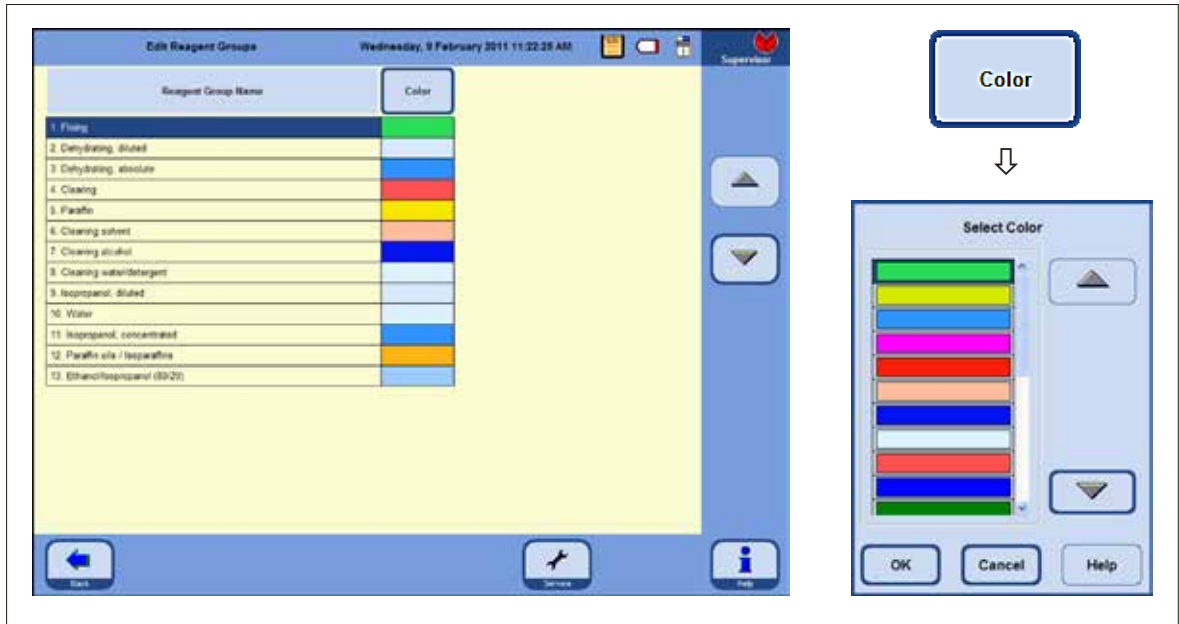 Edit Reagent Groups
Wednesday, 9 February 2011 11:22:25 AM
Supervisor
Reagent Group Name
Color
1. Fixing
2. Dehydrating, diluted
3. Dehydrating, absolute
4. Clearing
5. Paraffin
6. Cleaning solvent
7. Cleaning alcohol
8. Cleaning water/detergent
9. Isopropanol, diluted
10. Water
11. Isopropanol, concentrated
12. Paraffin oils / Isoparaffins
13. Ethanol/Isopropanol (80/20)
Back
Service
Help
Color
Select Color
OK
Cancel
Help